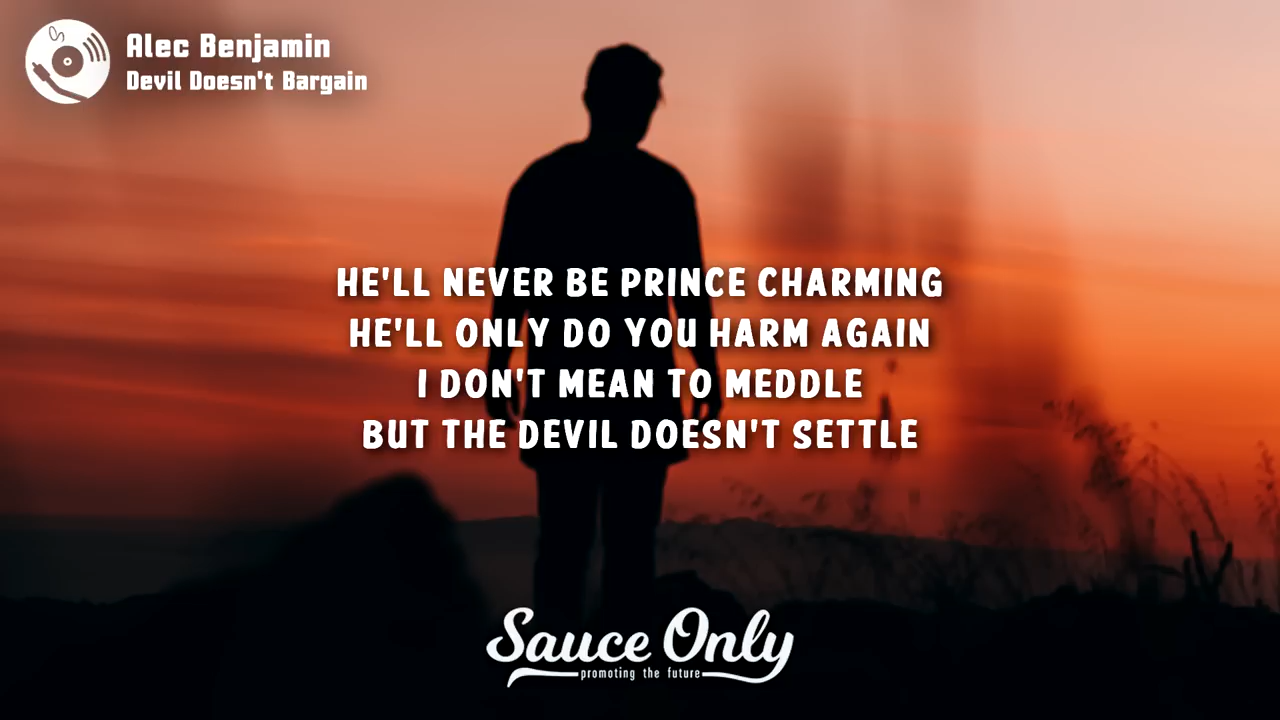 Alec Benjamin
Devil Doesn't Bargain
HE'LL NEVER BE PRINCE CHARMING
HE'LL ONLY DO YOU HARM AGAIN
I DON'T MEAN TO MEDDLE
BUT THE DEVIL DOESN'T SETTLE
Sauce Only
promoting the future